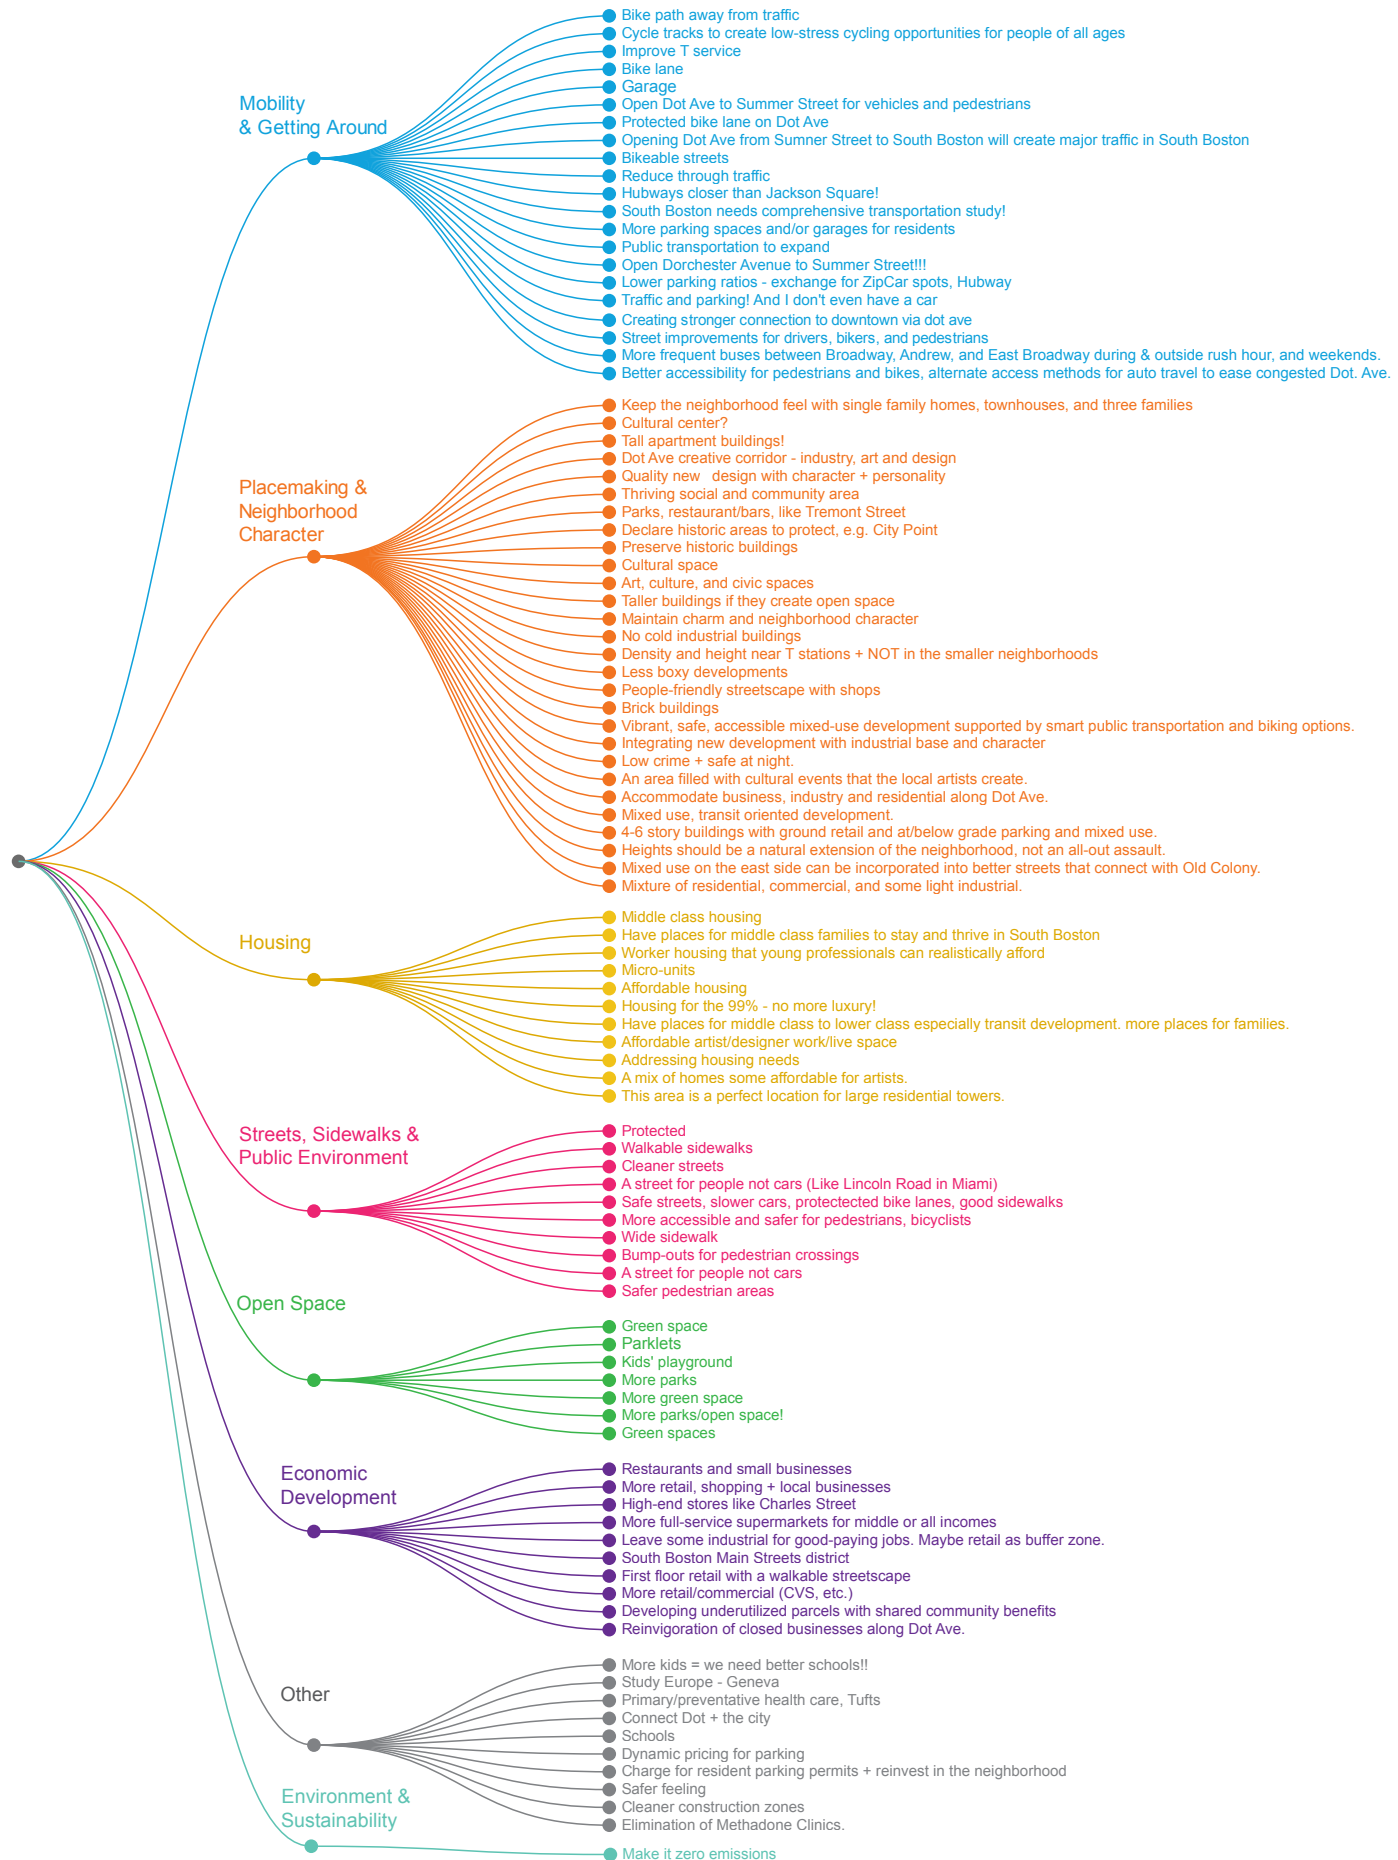 Mobility
& Getting Around
Bike path away from traffic
Cycle tracks to create low-stress cycling opportunities for people of all ages
Improve T service
Bike lane
Garage
Open Dot Ave to Summer Street for vehicles and pedestrians
Protected bike lane on Dot Ave
Opening Dot Ave from Sumner Street to South Boston will create major traffic in South Boston
Bikeable streets
Reduce through traffic
Hubways closer than Jackson Square!
South Boston needs comprehensive transportation study!
More parking spaces and/or garages for residents
Public transportation to expand
Open Dorchester Avenue to Summer Street!!!
Lower parking ratios - exchange for ZipCar spots, Hubway
Traffic and parking! And I don't even have a car
Creating stronger connection to downtown via dot ave
Street improvements for drivers, bikers, and pedestrians
More frequent buses between Broadway, Andrew, and East Broadway during & outside rush hour, and weekends.
Better accessibility for pedestrians and bikes, alternate access methods for auto travel to ease congested Dot. Ave.
Placemaking &
Neighborhood
Character
Keep the neighborhood feel with single family homes, townhouses, and three families
Cultural center?
Tall apartment buildings!
Dot Ave creative corridor - industry, art and design
Quality new design with character + personality
Thriving social and community area
Parks, restaurant/bars, like Tremont Street
Declare historic areas to protect, e.g. City Point
Preserve historic buildings
Cultural space
Art, culture, and civic spaces
Taller buildings if they create open space
Maintain charm and neighborhood character
No cold industrial buildings
Density and height near T stations + NOT in the smaller neighborhoods
Less boxy developments
People-friendly streetscape with shops
Brick buildings
Vibrant, safe, accessible mixed-use development supported by smart public transportation and biking options.
Integrating new development with industrial base and character
Low crime + safe at night.
An area filled with cultural events that the local artists create.
Accommodate business, industry and residential along Dot Ave.
Mixed use, transit oriented development.
4-6 story buildings with ground retail and at/below grade parking and mixed use.
Heights should be a natural extension of the neighborhood, not an all-out assault.
Mixed use on the east side can be incorporated into better streets that connect with Old Colony.
Mixture of residential, commercial, and some light industrial.
Housing
Middle class housing
Have places for middle class families to stay and thrive in South Boston
Worker housing that young professionals can realistically afford
Micro-units
Affordable housing
Housing for the 99% - no more luxury!
Have places for middle class to lower class especially transit development. more places for families.
Affordable artist/designer work/live space
Addressing housing needs
A mix of homes some affordable for artists.
This area is a perfect location for large residential towers.
Streets, Sidewalks &
Public Environment
Protected
Walkable sidewalks
Cleaner streets
A street for people not cars (Like Lincoln Road in Miami)
Safe streets, slower cars, protectected bike lanes, good sidewalks
More accessible and safer for pedestrians, bicyclists
Wide sidewalk
Bump-outs for pedestrian crossings
A street for people not cars
Safer pedestrian areas
Open Space
Green space
Parklets
Kids' playground
More parks
More green space
More parks/open space!
Green spaces
Economic
Development
Restaurants and small businesses
More retail, shopping + local businesses
High-end stores like Charles Street
More full-service supermarkets for middle or all incomes
Leave some industrial for good-paying jobs. Maybe retail as buffer zone.
South Boston Main Streets district
First floor retail with a walkable streetscape
More retail/commercial (CVS, etc.)
Developing underutilized parcels with shared community benefits
Reinvigoration of closed businesses along Dot Ave.
Other
More kids = we need better schools!!
Study Europe - Geneva
Primary/preventative health care, Tufts
Connect Dot + the city
Schools
Dynamic pricing for parking
Charge for resident parking permits + reinvest in the neighborhood
Safer feeling
Cleaner construction zones
Elimination of Methadone Clinics.
Environment &
Sustainability
Make it zero emissions